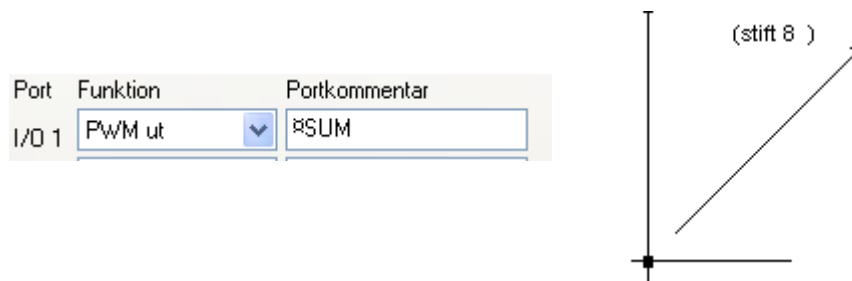 (stift 8 )
Port Funktion Portkommentar
I/O 1 PWM ut ¤SUM